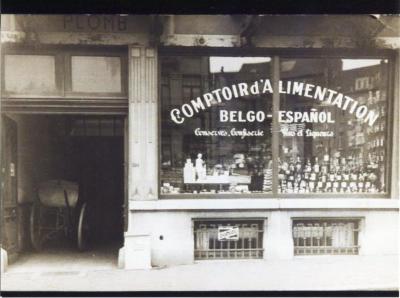 PLOMB
COMPTOIR d'ALIMENTATION
BELGO-ESPAÑOL
Conserves, Confiserie Vins et Liqueurs